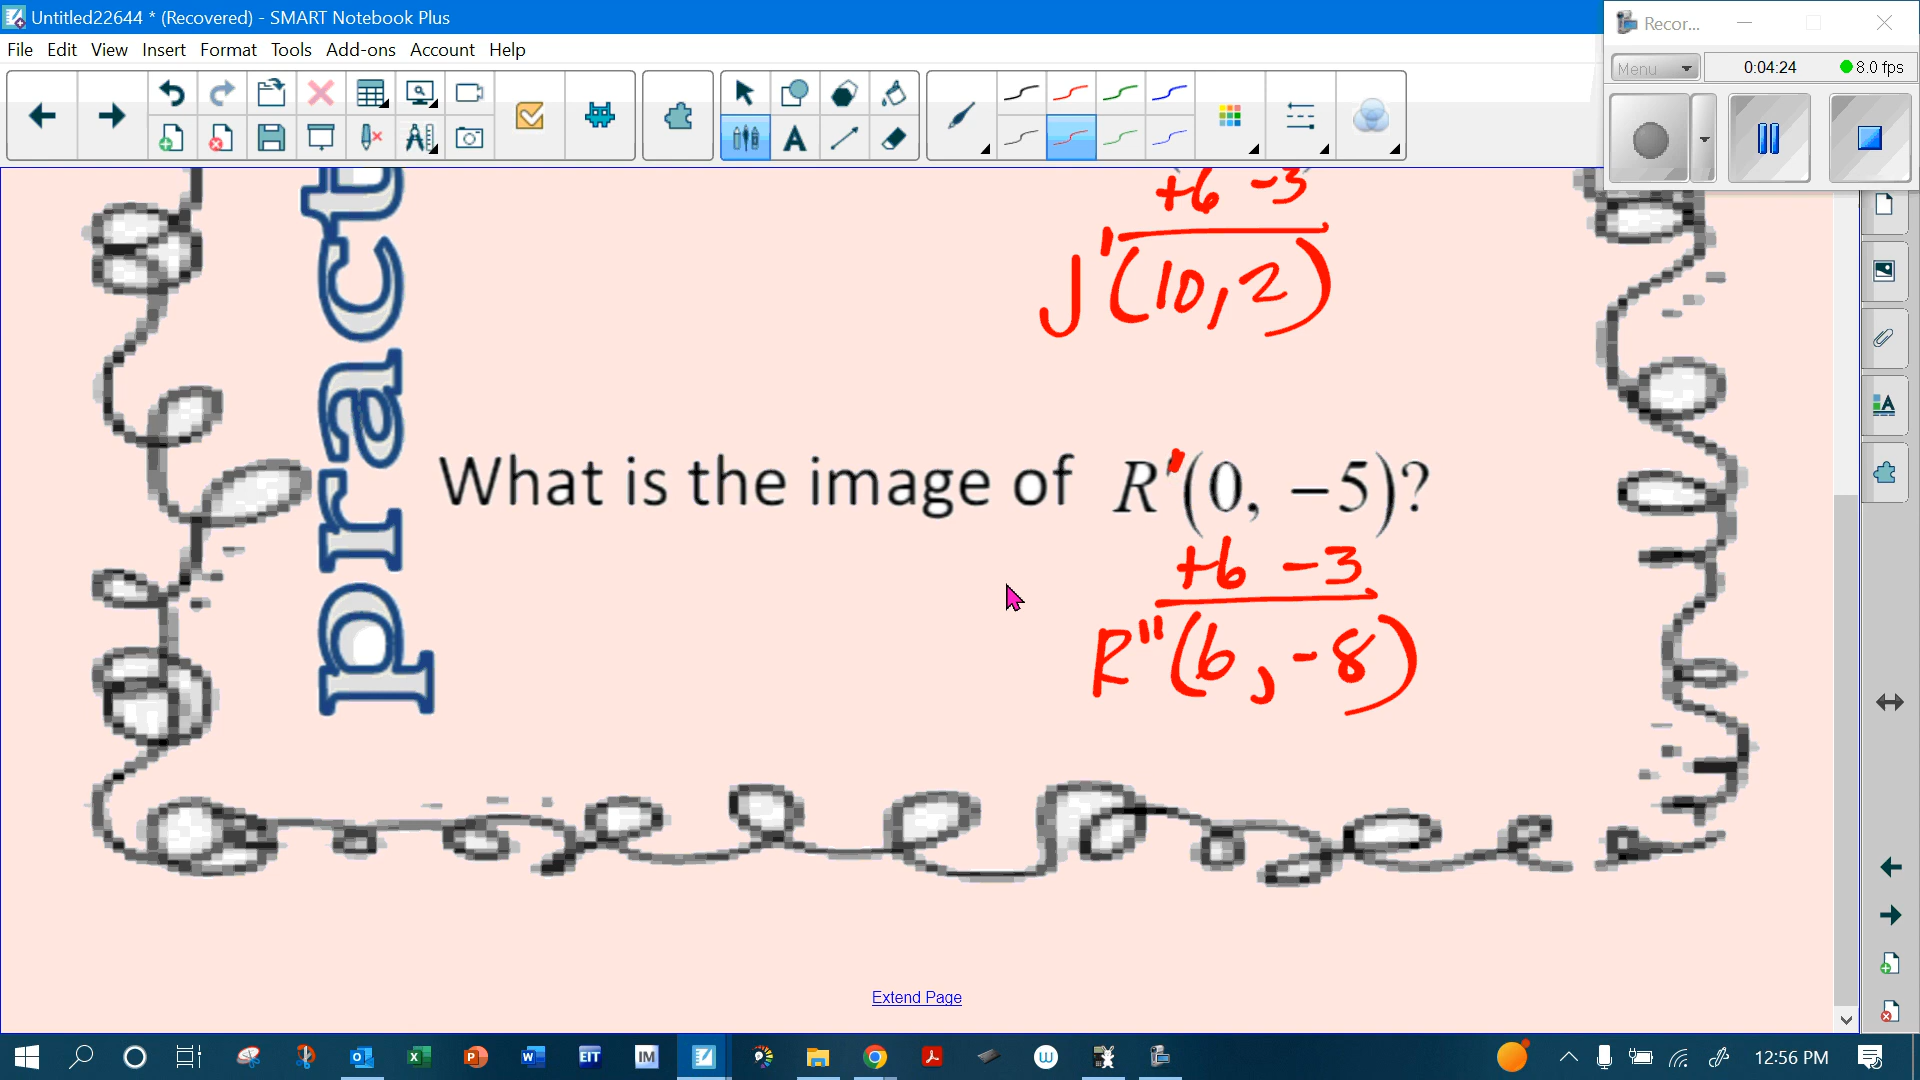 Untitled22644 * (Recovered) - SMART Notebook Plus
Recor...
File Edit View Insert Format Tools Add-ons Account Help
Menu 0:04:24 8.0 fps
+6 -3
J'(10,2)
pract
What is the image of R'(0, -5)?
+6 -3
R''(6,-8)
Extend Page
12:56 PM